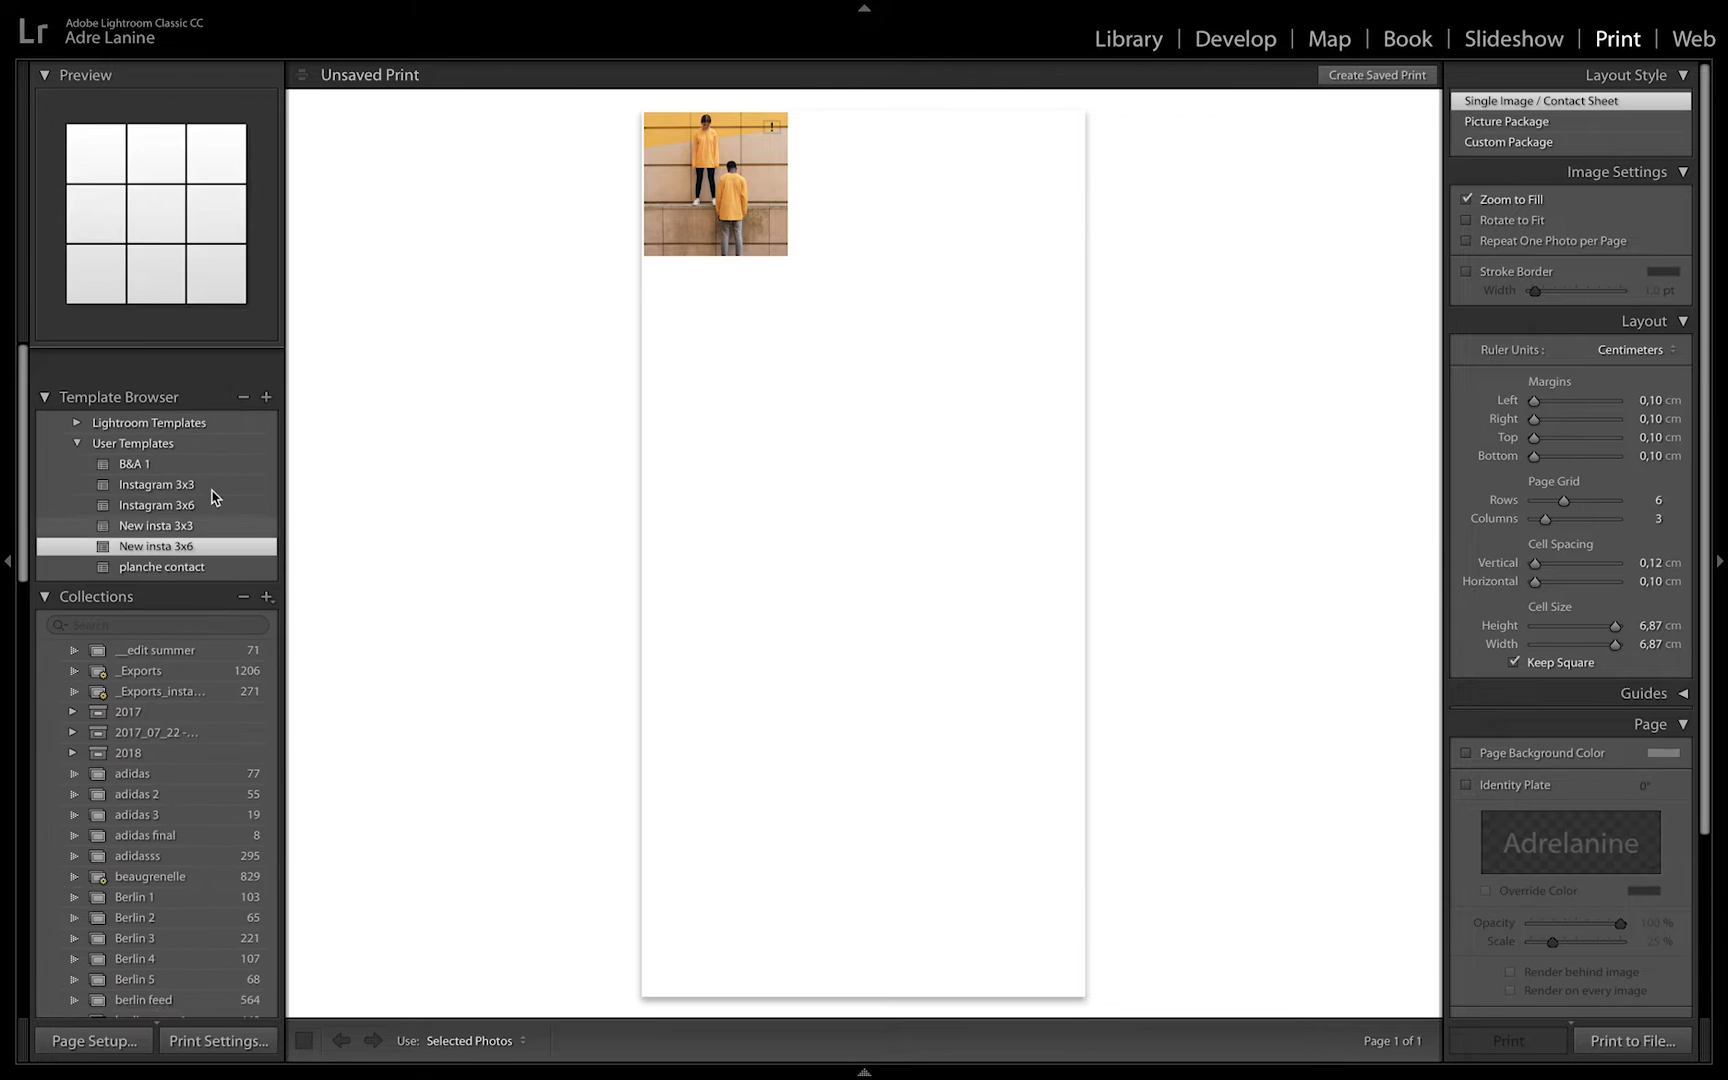 Lr
Adobe Lightroom Classic CC
Adre Lanine
Library | Develop | Map | Book | Slideshow | Print | Web
Preview
Template Browser
Lightroom Templates
User Templates
B&A 1
Instagram 3x3
Instagram 3x6
New insta 3x3
New insta 3x6
planche contact
Collections
Search
__edit summer 71
_Exports 1206
_Exports_insta... 271
2017
2017_07_22 -...
2018
adidas 77
adidas 2 55
adidas 3 19
adidas final 8
adidasss 295
beaugrenelle 829
Berlin 1 103
Berlin 2 65
Berlin 3 221
Berlin 4 107
Berlin 5 68
berlin feed 564
Page Setup...
Print Settings...
Unsaved Print
Create Saved Print
!
Use: Selected Photos
Page 1 of 1
Layout Style
Single Image / Contact Sheet
Picture Package
Custom Package
Image Settings
Zoom to Fill
Rotate to Fit
Repeat One Photo per Page
Stroke Border
Width 1,0 pt
Layout
Ruler Units : Centimeters
Margins
Left 0,10 cm
Right 0,10 cm
Top 0,10 cm
Bottom 0,10 cm
Page Grid
Rows 6
Columns 3
Cell Spacing
Vertical 0,12 cm
Horizontal 0,10 cm
Cell Size
Height 6,87 cm
Width 6,87 cm
Keep Square
Guides
Page
Page Background Color
Identity Plate 0°
Adrelanine
Override Color
Opacity 100 %
Scale 25 %
Render behind image
Render on every image
Print
Print to File...